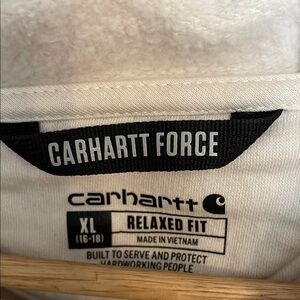 CARHARTT FORCE
carhartt
XL
(16-18)
RELAXED FIT
MADE IN VIETNAM
BUILT TO SERVE AND PROTECT
HARDWORKING PEOPLE